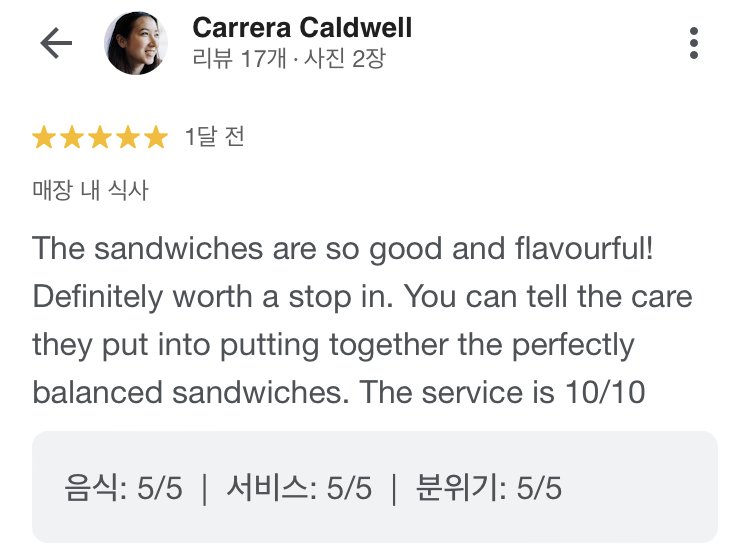 Carrera Caldwell
리뷰 17개 · 사진 2장
1달 전
매장 내 식사
The sandwiches are so good and flavourful!
Definitely worth a stop in. You can tell the care
they put into putting together the perfectly
balanced sandwiches. The service is 10/10
음식: 5/5 | 서비스: 5/5 | 분위기: 5/5